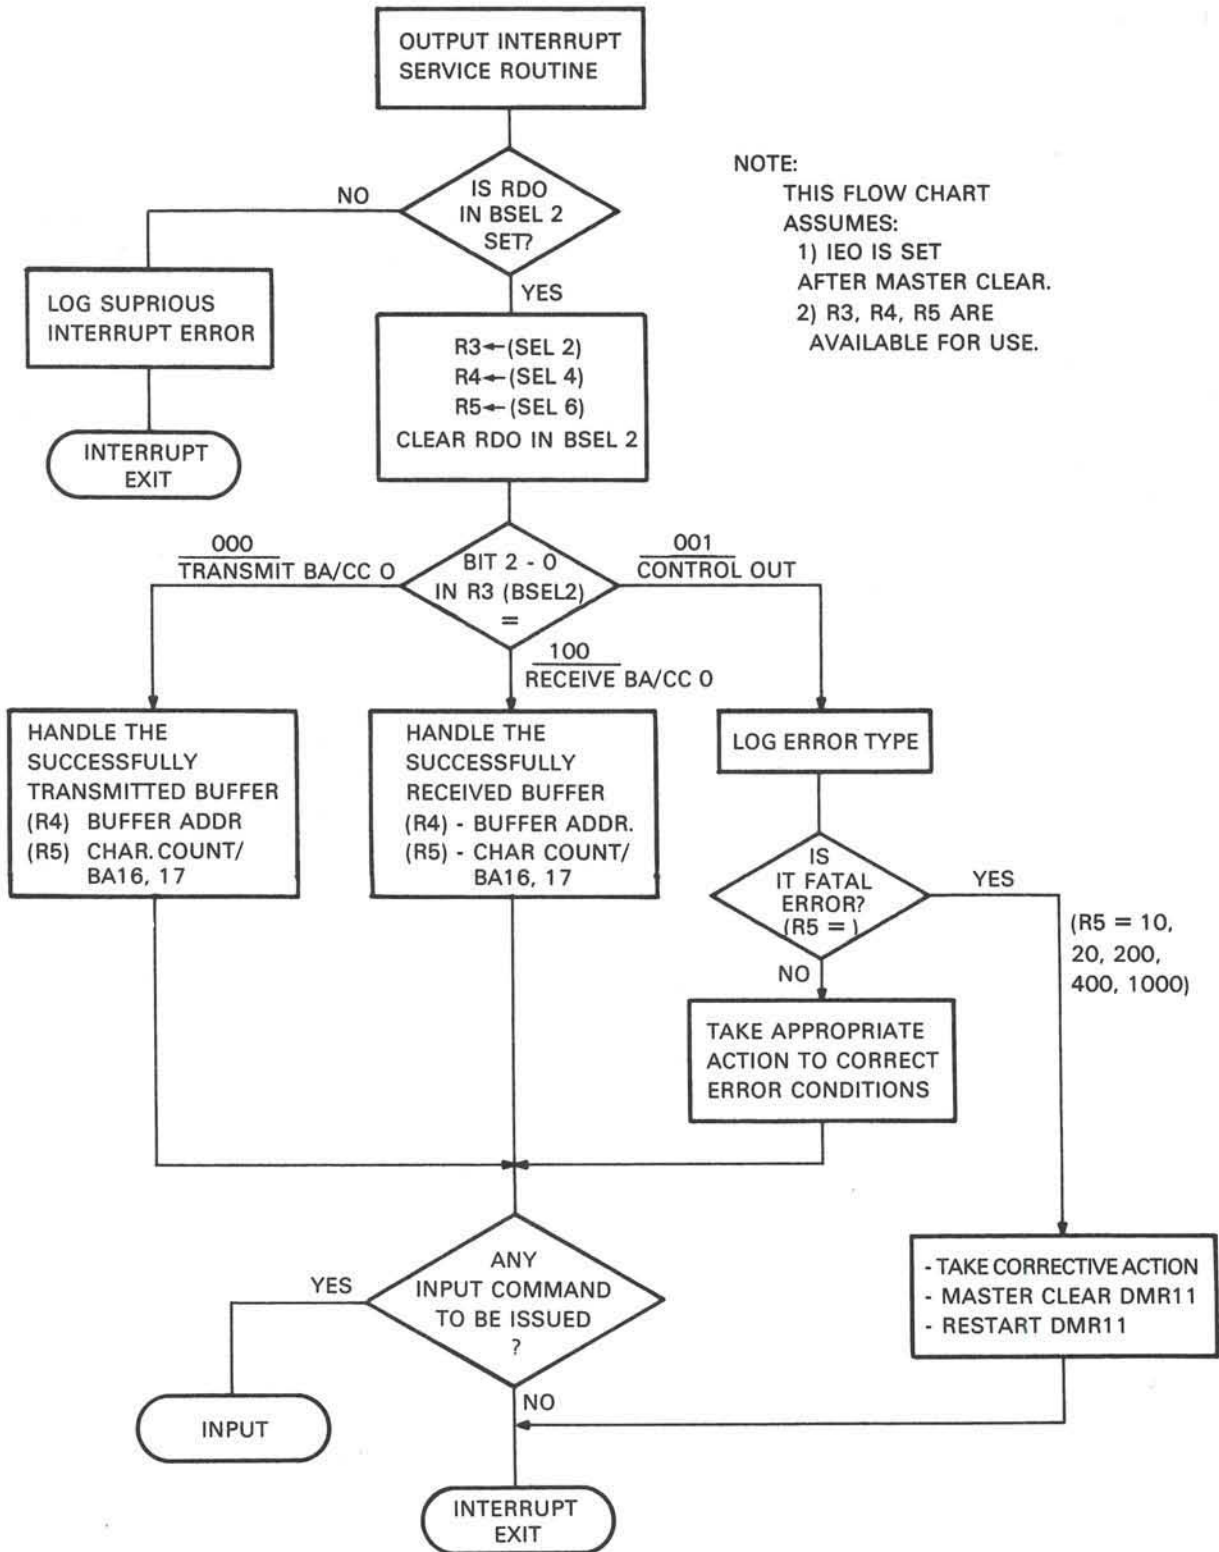 OUTPUT INTERRUPT
SERVICE ROUTINE
NO
IS RDO
IN BSEL 2
SET?
YES
NOTE:
THIS FLOW CHART
ASSUMES:
1) IEO IS SET
AFTER MASTER CLEAR.
2) R3, R4, R5 ARE
AVAILABLE FOR USE.
LOG SUPRIOUS
INTERRUPT ERROR
INTERRUPT
EXIT
R3←(SEL 2)
R4←(SEL 4)
R5←(SEL 6)
CLEAR RDO IN BSEL 2
000
TRANSMIT BA/CC O
BIT 2 - 0
IN R3 (BSEL2)
=
001
CONTROL OUT
100
RECEIVE BA/CC O
HANDLE THE
SUCCESSFULLY
TRANSMITTED BUFFER
(R4) BUFFER ADDR
(R5) CHAR. COUNT/
BA16, 17
HANDLE THE
SUCCESSFULLY
RECEIVED BUFFER
(R4) - BUFFER ADDR.
(R5) - CHAR COUNT/
BA16, 17
LOG ERROR TYPE
IS
IT FATAL
ERROR?
(R5 = )
YES
NO
(R5 = 10,
20, 200,
400, 1000)
TAKE APPROPRIATE
ACTION TO CORRECT
ERROR CONDITIONS
ANY
INPUT COMMAND
TO BE ISSUED
?
YES
NO
- TAKE CORRECTIVE ACTION
- MASTER CLEAR DMR11
- RESTART DMR11
INPUT
INTERRUPT
EXIT